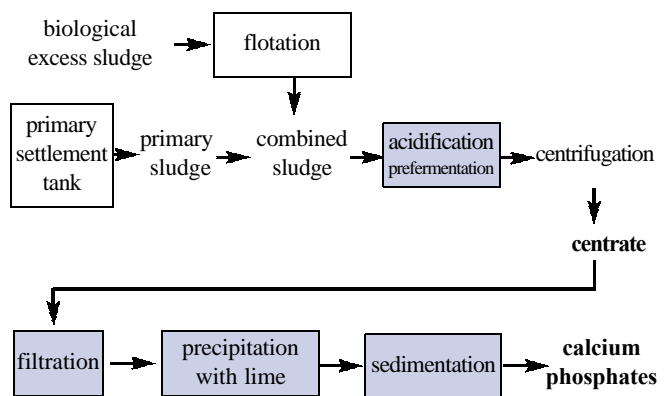 biological
excess sludge
flotation
primary
settlement
tank
primary
sludge
combined
sludge
acidification
prefermentation
centrifugation
centrate
filtration
precipitation
with lime
sedimentation
calcium
phosphates